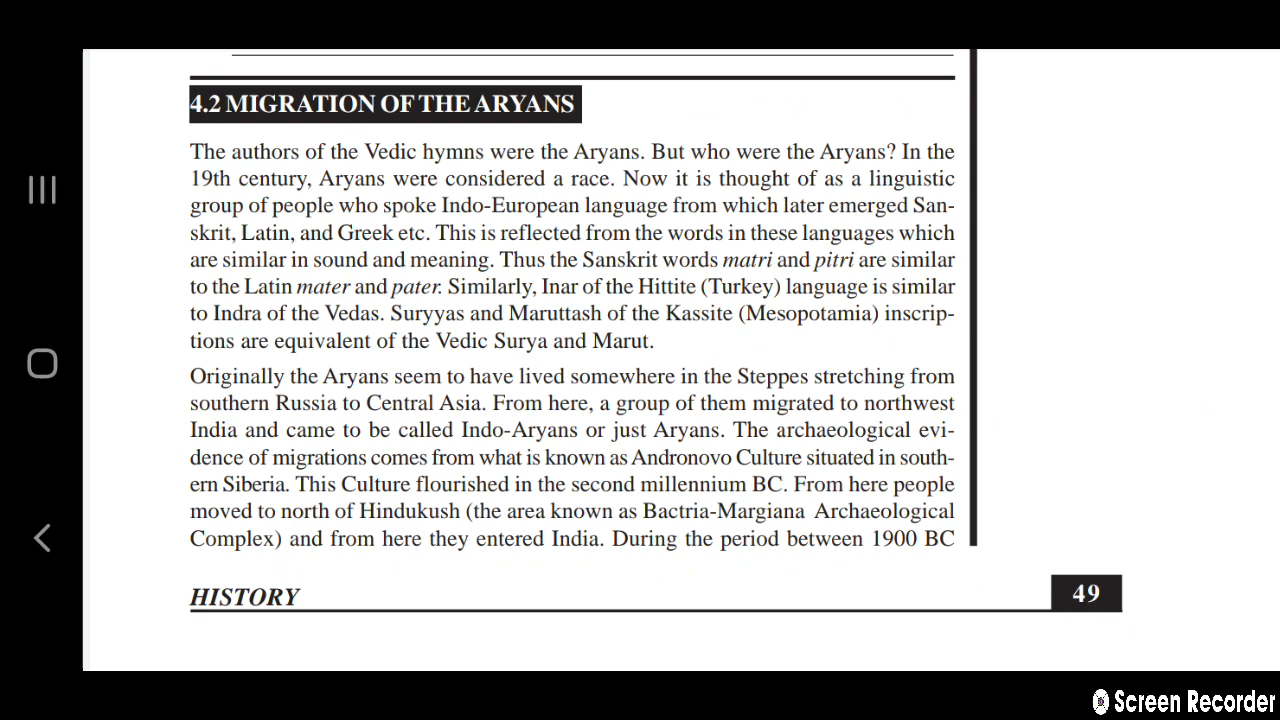 4.2 MIGRATION OF THE ARYANS
The authors of the Vedic hymns were the Aryans. But who were the Aryans? In the
19th century, Aryans were considered a race. Now it is thought of as a linguistic
group of people who spoke Indo-European language from which later emerged San-
skrit, Latin, and Greek etc. This is reflected from the words in these languages which
are similar in sound and meaning. Thus the Sanskrit words matri and pitri are similar
to the Latin mater and pater. Similarly, Inar of the Hittite (Turkey) language is similar
to Indra of the Vedas. Suryyas and Maruttash of the Kassite (Mesopotamia) inscrip-
tions are equivalent of the Vedic Surya and Marut.
Originally the Aryans seem to have lived somewhere in the Steppes stretching from
southern Russia to Central Asia. From here, a group of them migrated to northwest
India and came to be called Indo-Aryans or just Aryans. The archaeological evi-
dence of migrations comes from what is known as Andronovo Culture situated in south-
ern Siberia. This Culture flourished in the second millennium BC. From here people
moved to north of Hindukush (the area known as Bactria-Margiana Archaeological
Complex) and from here they entered India. During the period between 1900 BC
HISTORY
49
Screen Recorder